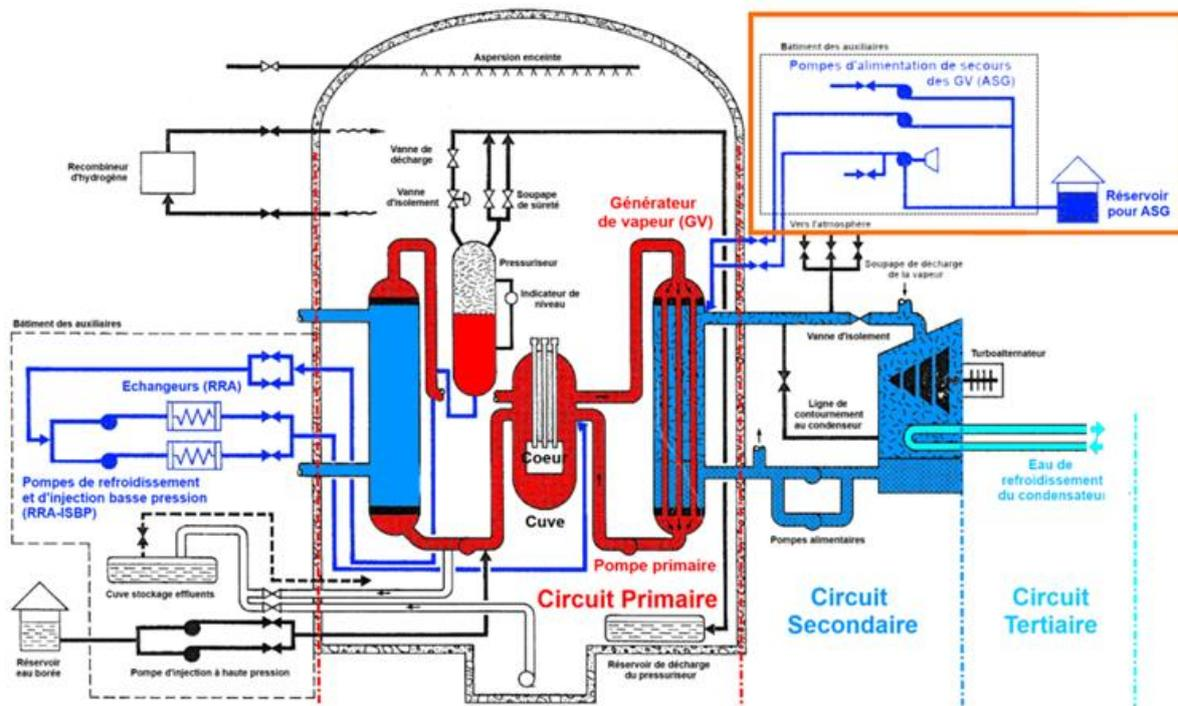 Aspersion enceinte
Bâtiment des auxiliaires
Pompes d'alimentation de secours
des GV (ASG)
Réservoir
pour ASG
Recombineur
d'hydrogène
Vanne de
décharge
Vanne
d'isolement
Soupape
de sûreté
Générateur
de vapeur (GV)
Vers l'atmosphère
Soupape de décharge
de la vapeur
Pressuriseur
Indicateur de
niveau
Vanne d'isolement
Turboalternateur
Bâtiment des auxiliaires
Echangeurs (RRA)
Ligne de
contournement
au condenseur
Coeur
Cuve
Pompes de refroidissement
et d'injection basse pression
(RRA-ISBP)
Eau de
refroidissement
du condensateur
Pompes alimentaires
Pompe primaire
Cuve stockage effluents
Circuit Primaire
Circuit
Secondaire
Circuit
Tertiaire
Réservoir
eau borée
Pompe d'injection à haute pression
Réservoir de décharge
du pressuriseur